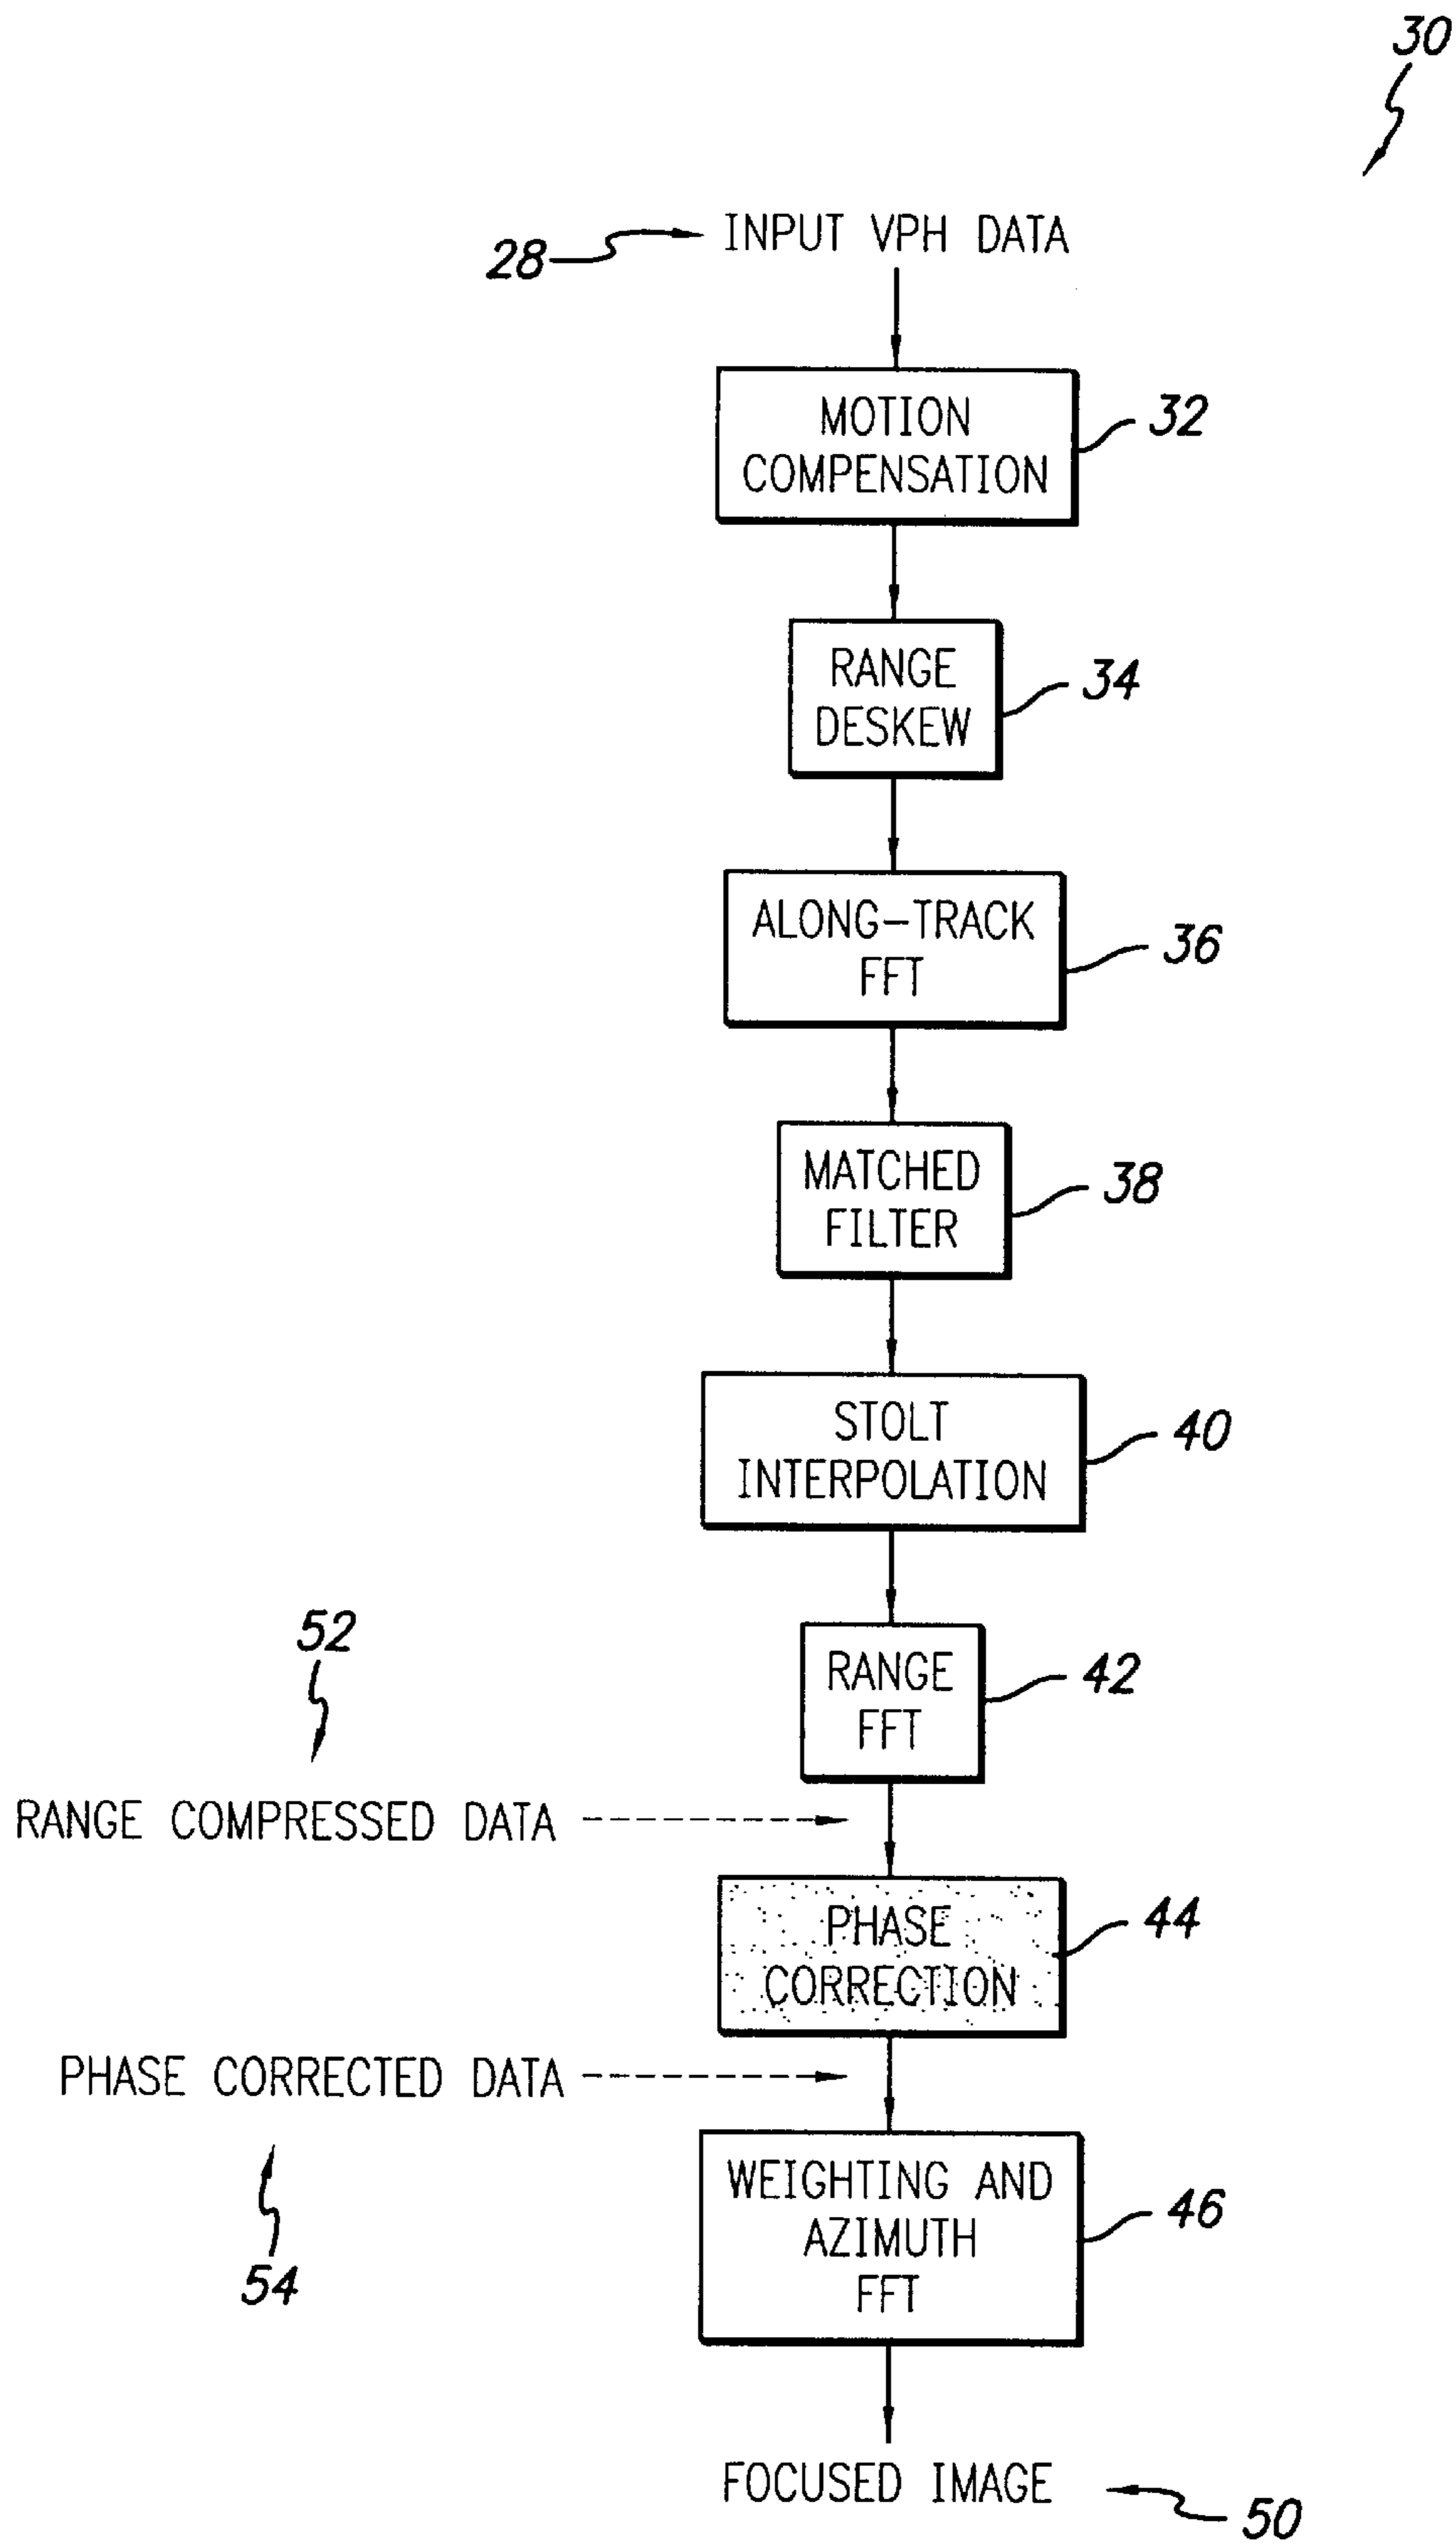 30
28
INPUT VPH DATA
MOTION
COMPENSATION
32
RANGE
DESKEW
34
ALONG-TRACK
FFT
36
MATCHED
FILTER
38
STOLT
INTERPOLATION
40
RANGE
FFT
42
52
RANGE COMPRESSED DATA
PHASE
CORRECTION
44
PHASE CORRECTED DATA
54
WEIGHTING AND
AZIMUTH
FFT
46
FOCUSED IMAGE
50